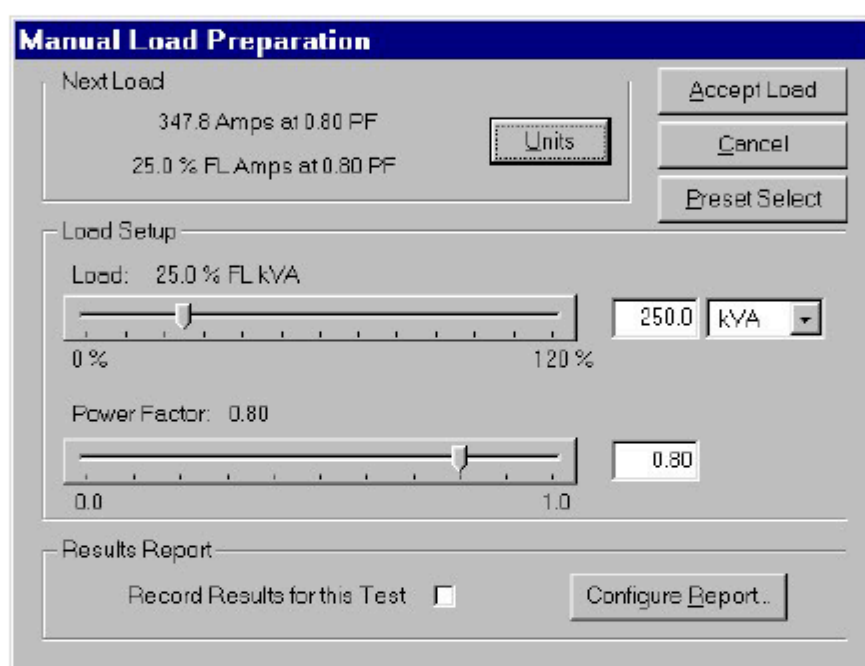 Manual Load Preparation
Next Load
347.8 Amps at 0.80 PF
25.0 % FL Amps at 0.80 PF
Units
Accept Load
Cancel
Preset Select
Load Setup
Load: 25.0 % FL kVA
250.0 kVA
0 % 120 %
Power Factor: 0.80
0.80
0.0 1.0
Results Report
Record Results for this Test
Configure Report..